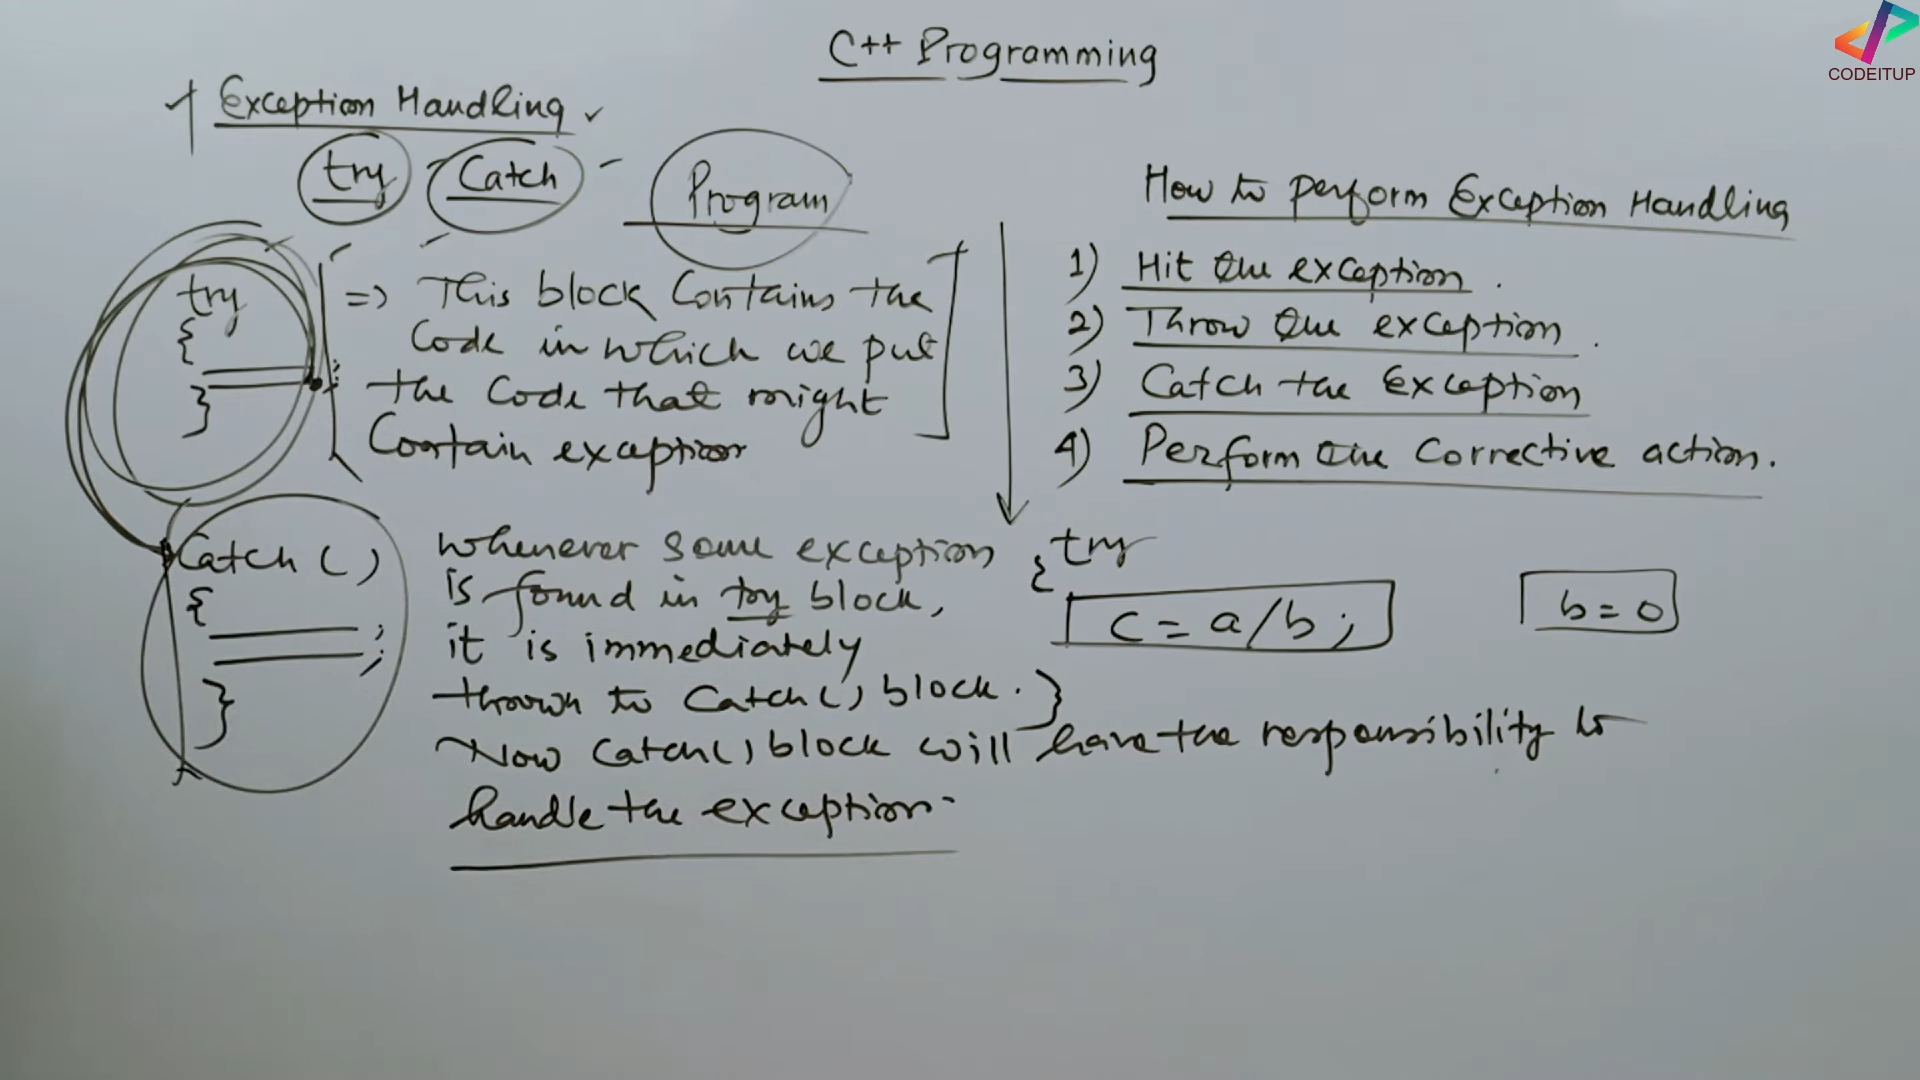 C++ Programming
CODEITUP
Exception Handling
try Catch Program
try
{
}
=> This block Contains the
Code in which we put
the Code that might
Contain exception
Catch ( )
{
;
;
}
Whenever some exception
is found in try block,
it is immediately
thrown to Catch( ) block.
Now Catch( ) block will have the responsibility to
handle the exception.
How to perform Exception Handling
1) Hit the exception.
2) Throw the exception.
3) Catch the Exception
4) Perform the Corrective action.
try
{
c = a/b;
b = 0
}